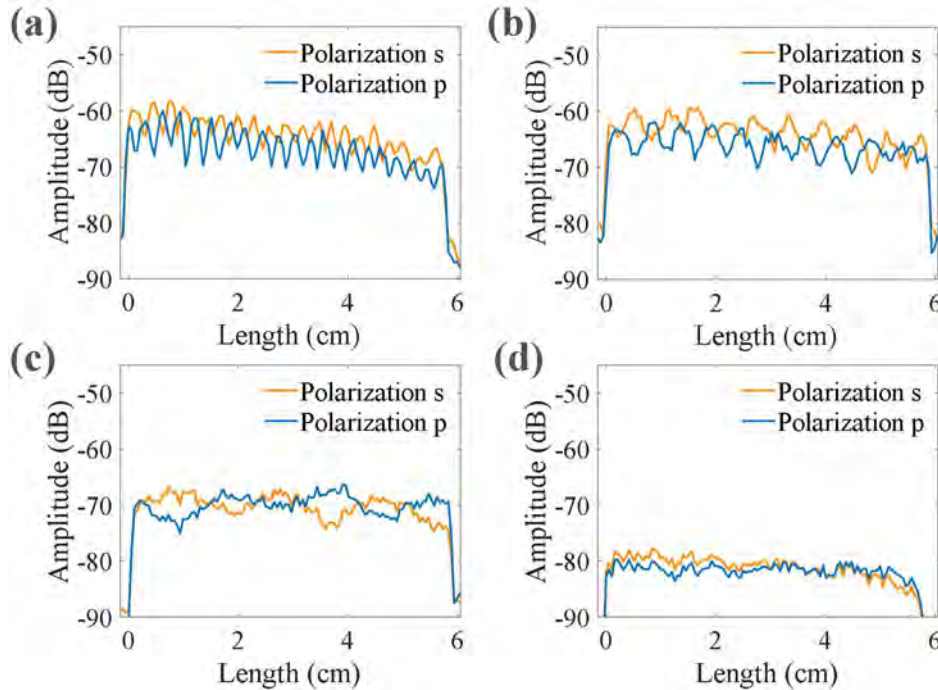 (a)
-50
-60
-70
-80
-90
Amplitude (dB)
Polarization s
Polarization p
0 2 4 6
Length (cm)
(b)
-50
-60
-70
-80
-90
Amplitude (dB)
Polarization s
Polarization p
0 2 4 6
Length (cm)
(c)
-50
-60
-70
-80
-90
Amplitude (dB)
Polarization s
Polarization p
0 2 4 6
Length (cm)
(d)
-50
-60
-70
-80
-90
Amplitude (dB)
Polarization s
Polarization p
0 2 4 6
Length (cm)